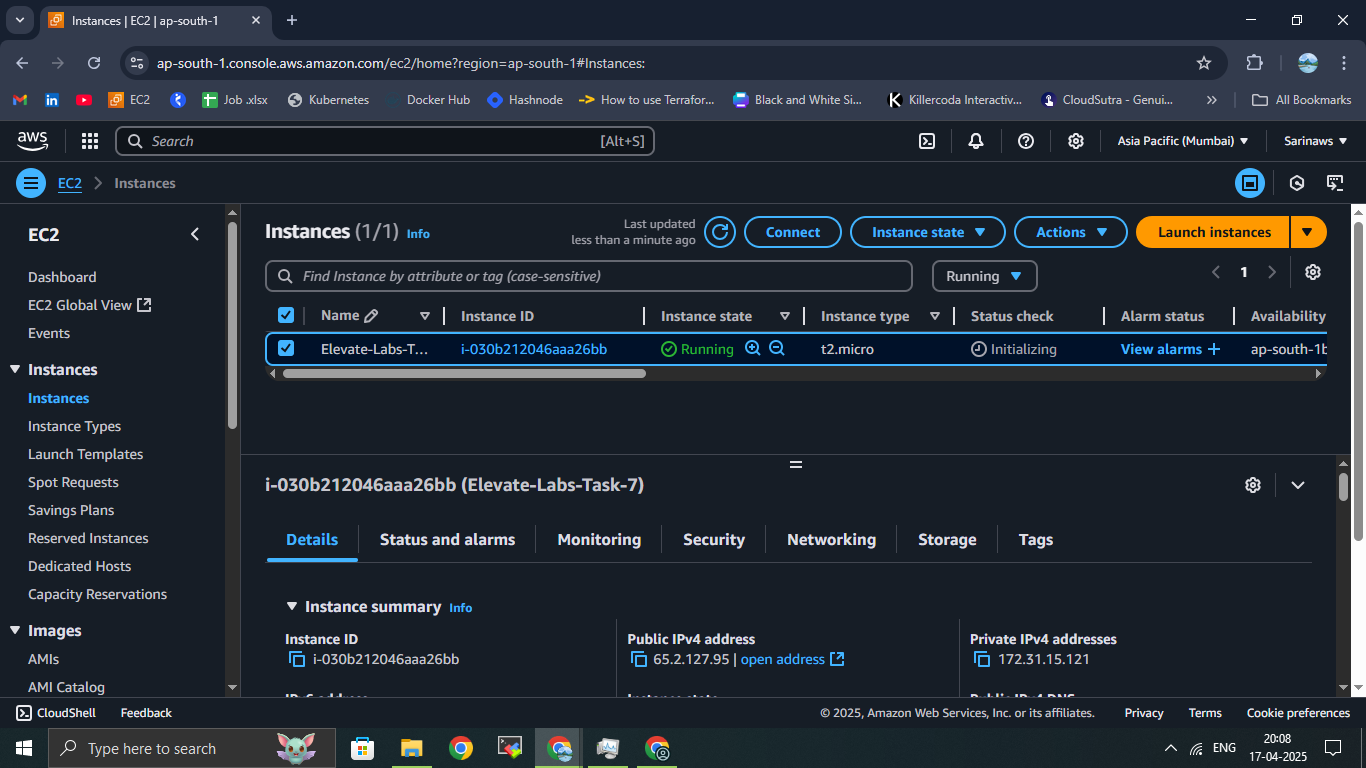 Instances | EC2 | ap-south-1
ap-south-1.console.aws.amazon.com/ec2/home?region=ap-south-1#Instances:
EC2
Job .xlsx
Kubernetes
Docker Hub
Hashnode
How to use Terrafor...
Black and White Si...
Killercoda Interactiv...
CloudSutra - Genui...
All Bookmarks
aws
Search
[Alt+S]
Asia Pacific (Mumbai)
Sarinaws
EC2
Instances
EC2
Dashboard
EC2 Global View
Events
Instances
Instances
Instance Types
Launch Templates
Spot Requests
Savings Plans
Reserved Instances
Dedicated Hosts
Capacity Reservations
Images
AMIs
AMI Catalog
Instances (1/1) Info
Last updated
less than a minute ago
Connect
Instance state
Actions
Launch instances
Find Instance by attribute or tag (case-sensitive)
Running
1
Name Instance ID Instance state Instance type Status check Alarm status Availability
Elevate-Labs-T... i-030b212046aaa26bb Running t2.micro Initializing View alarms + ap-south-1b
i-030b212046aaa26bb (Elevate-Labs-Task-7)
Details Status and alarms Monitoring Security Networking Storage Tags
Instance summary Info
Instance ID
i-030b212046aaa26bb
Public IPv4 address
65.2.127.95 | open address
Private IPv4 addresses
172.31.15.121
CloudShell
Feedback
© 2025, Amazon Web Services, Inc. or its affiliates.
Privacy
Terms
Cookie preferences
Type here to search
ENG
20:08
17-04-2025